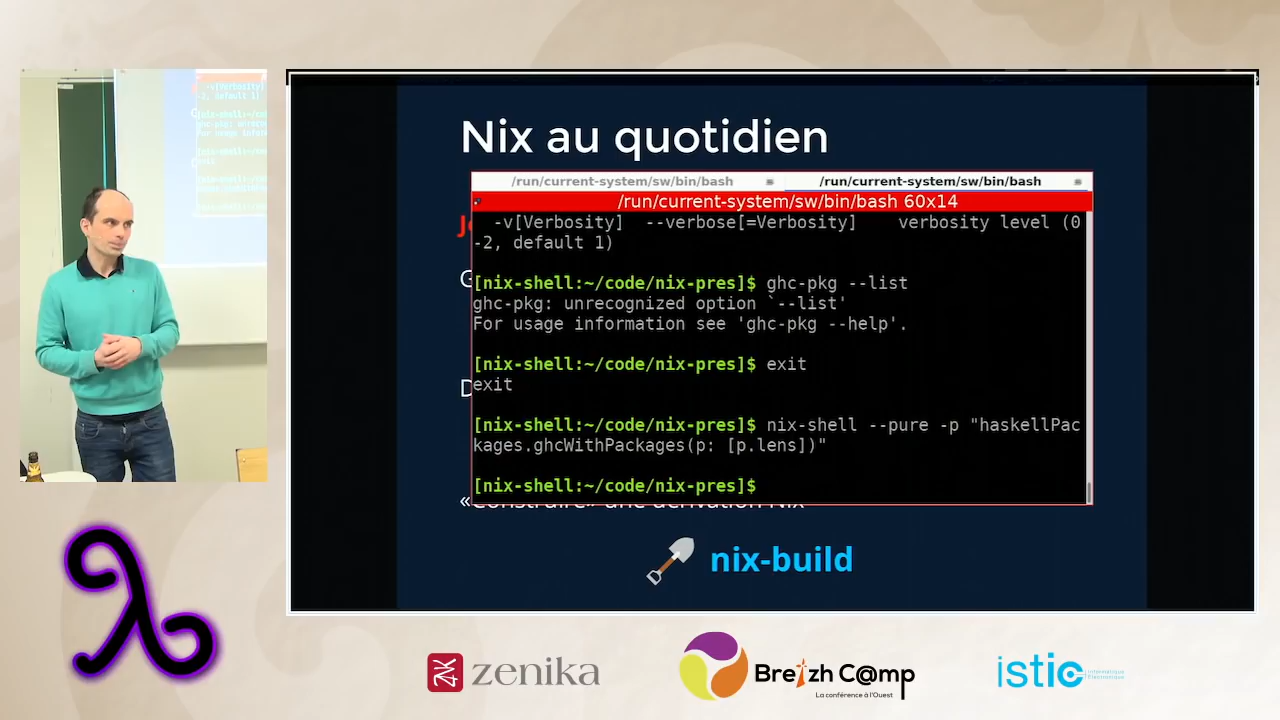 Nix au quotidien
/run/current-system/sw/bin/bash
/run/current-system/sw/bin/bash
/run/current-system/sw/bin/bash 60x14
-v[Verbosity] --verbose[=Verbosity] verbosity level (0
-2, default 1)
[nix-shell:~/code/nix-pres]$ ghc-pkg --list
ghc-pkg: unrecognized option `--list'
For usage information see 'ghc-pkg --help'.
[nix-shell:~/code/nix-pres]$ exit
exit
[nix-shell:~/code/nix-pres]$ nix-shell --pure -p "haskellPac
kages.ghcWithPackages(p: [p.lens])"
[nix-shell:~/code/nix-pres]$
«Construire» une dérivation Nix
nix-build
zenika
Breizh C@mp
La conférence à l'Ouest
istic